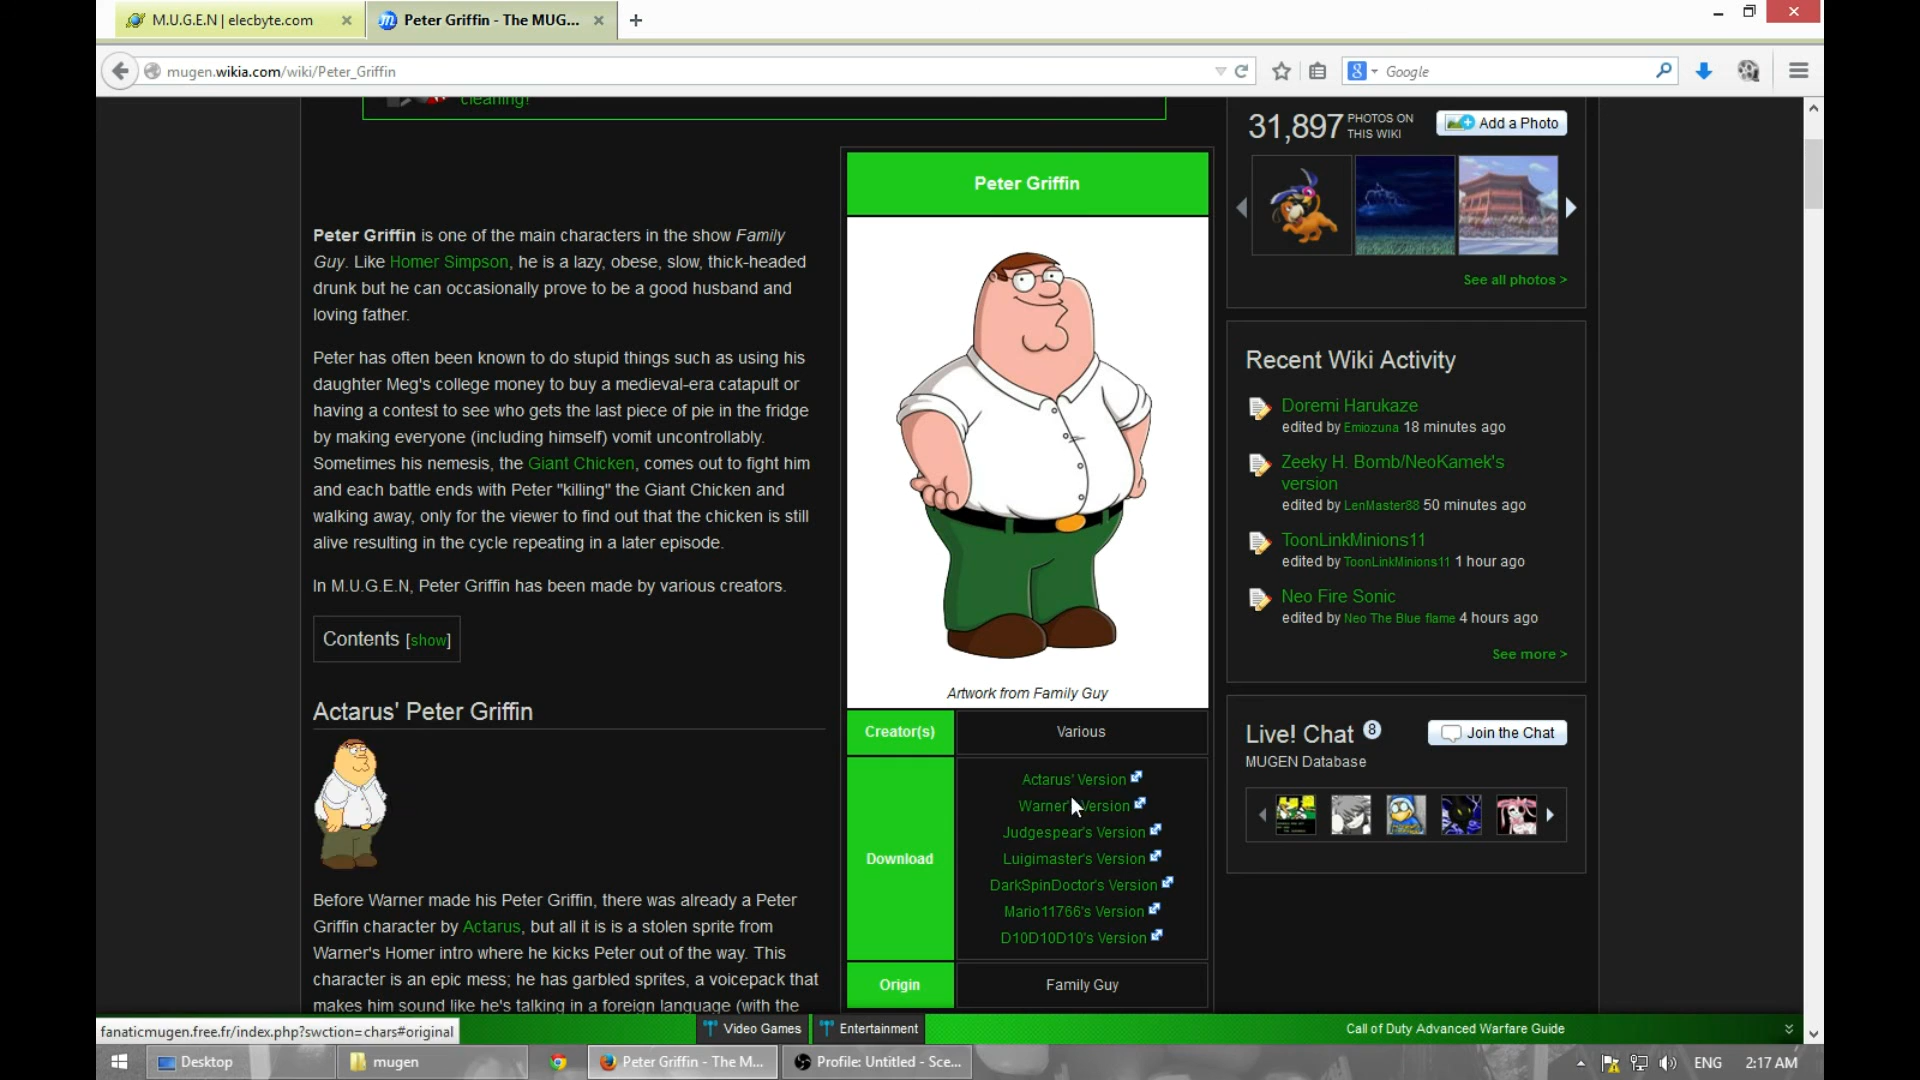 M.U.G.E.N | elecbyte.com
Peter Griffin - The MUG...
mugen.wikia.com/wiki/Peter_Griffin
Google
cleaning!
Peter Griffin
Peter Griffin is one of the main characters in the show Family
Guy. Like Homer Simpson, he is a lazy, obese, slow, thick-headed
drunk but he can occasionally prove to be a good husband and
loving father.
Peter has often been known to do stupid things such as using his
daughter Meg's college money to buy a medieval-era catapult or
having a contest to see who gets the last piece of pie in the fridge
by making everyone (including himself) vomit uncontrollably.
Sometimes his nemesis, the Giant Chicken, comes out to fight him
and each battle ends with Peter "killing" the Giant Chicken and
walking away, only for the viewer to find out that the chicken is still
alive resulting in the cycle repeating in a later episode.
In M.U.G.E.N, Peter Griffin has been made by various creators.
Contents [show]
Actarus' Peter Griffin
Before Warner made his Peter Griffin, there was already a Peter
Griffin character by Actarus, but all it is is a stolen sprite from
Warner's Homer intro where he kicks Peter out of the way. This
character is an epic mess; he has garbled sprites, a voicepack that
makes him sound like he's talking in a foreign language (with the
Artwork from Family Guy
Creator(s) Various
Download
Actarus' Version
Warner's Version
Judgespear's Version
Luigimaster's Version
DarkSpinDoctor's Version
Mario11766's Version
D10D10D10's Version
Origin Family Guy
31,897 PHOTOS ON
THIS WIKI
Add a Photo
See all photos >
Recent Wiki Activity
Doremi Harukaze
edited by Emiozuna 18 minutes ago
Zeeky H. Bomb/NeoKamek's
version
edited by LenMaster88 50 minutes ago
ToonLinkMinions11
edited by ToonLinkMinions11 1 hour ago
Neo Fire Sonic
edited by Neo The Blue flame 4 hours ago
See more >
Live! Chat 8
Join the Chat
MUGEN Database
fanaticmugen.free.fr/index.php?swction=chars#original
Video Games
Entertainment
Call of Duty Advanced Warfare Guide
Desktop
mugen
Peter Griffin - The M...
Profile: Untitled - Sce...
ENG
2:17 AM